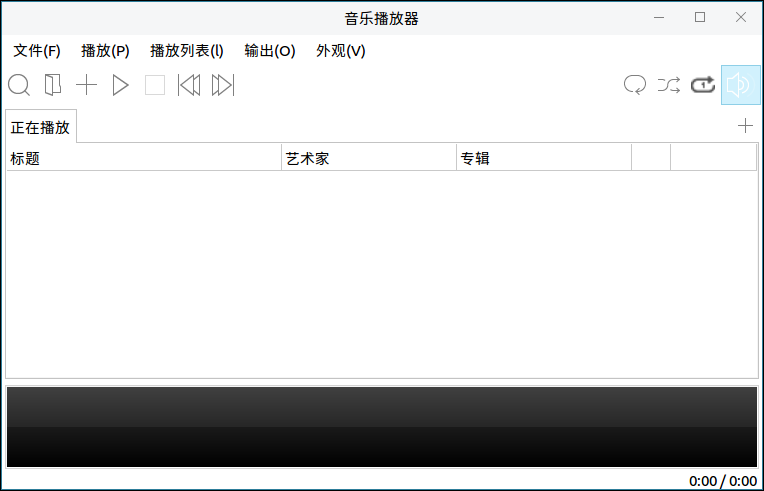 音乐播放器
文件(F) 播放(P) 播放列表(l) 输出(O) 外观(V)
1
正在播放
标题 艺术家 专辑
0:00 / 0:00